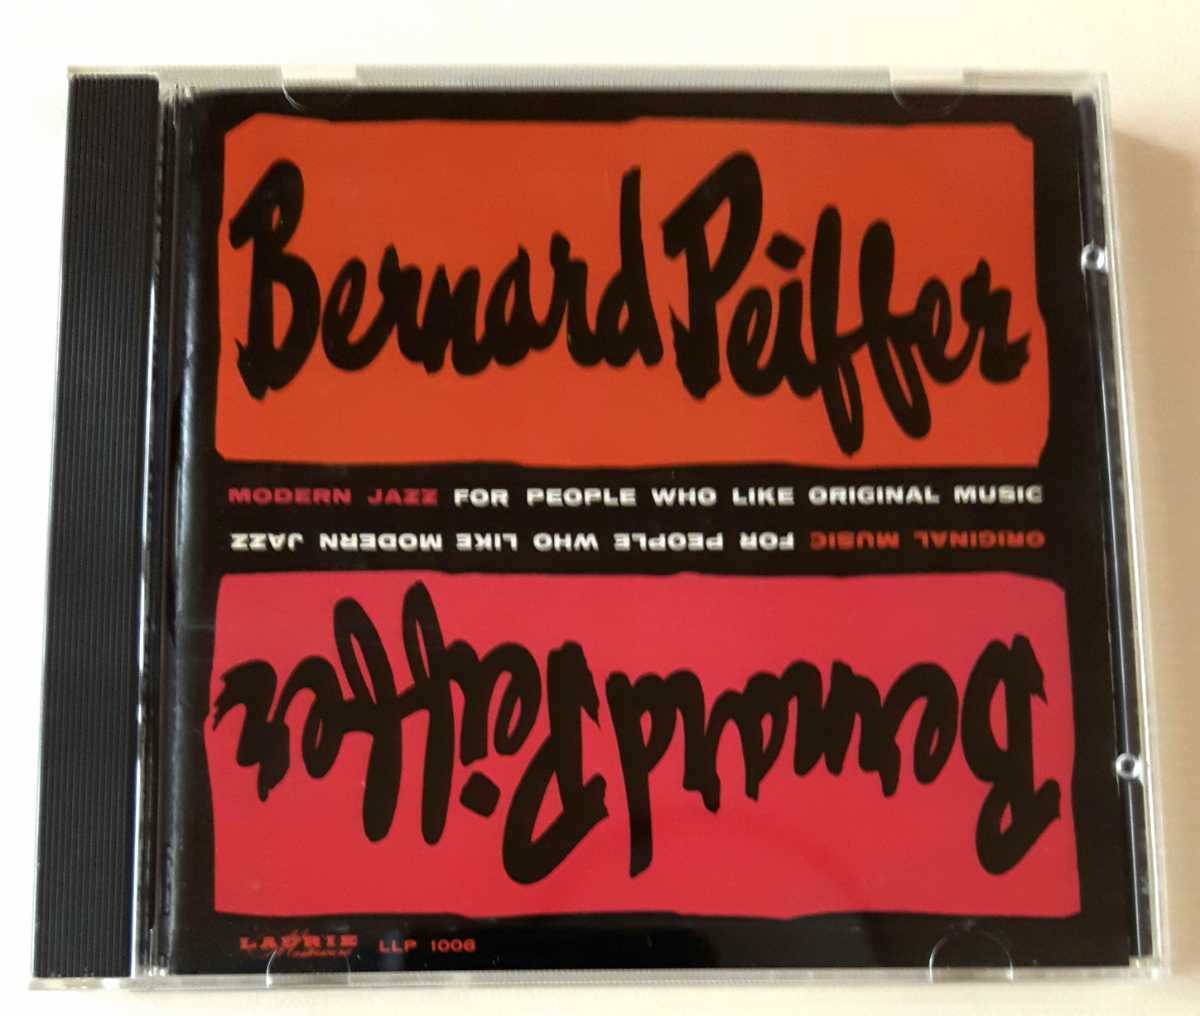 Bernard Peiffer
MODERN JAZZ FOR PEOPLE WHO LIKE ORIGINAL MUSIC
ORIGINAL MUSIC FOR PEOPLE WHO LIKE MODERN JAZZ
Bernard Peiffer
LAURIE LLP 1006